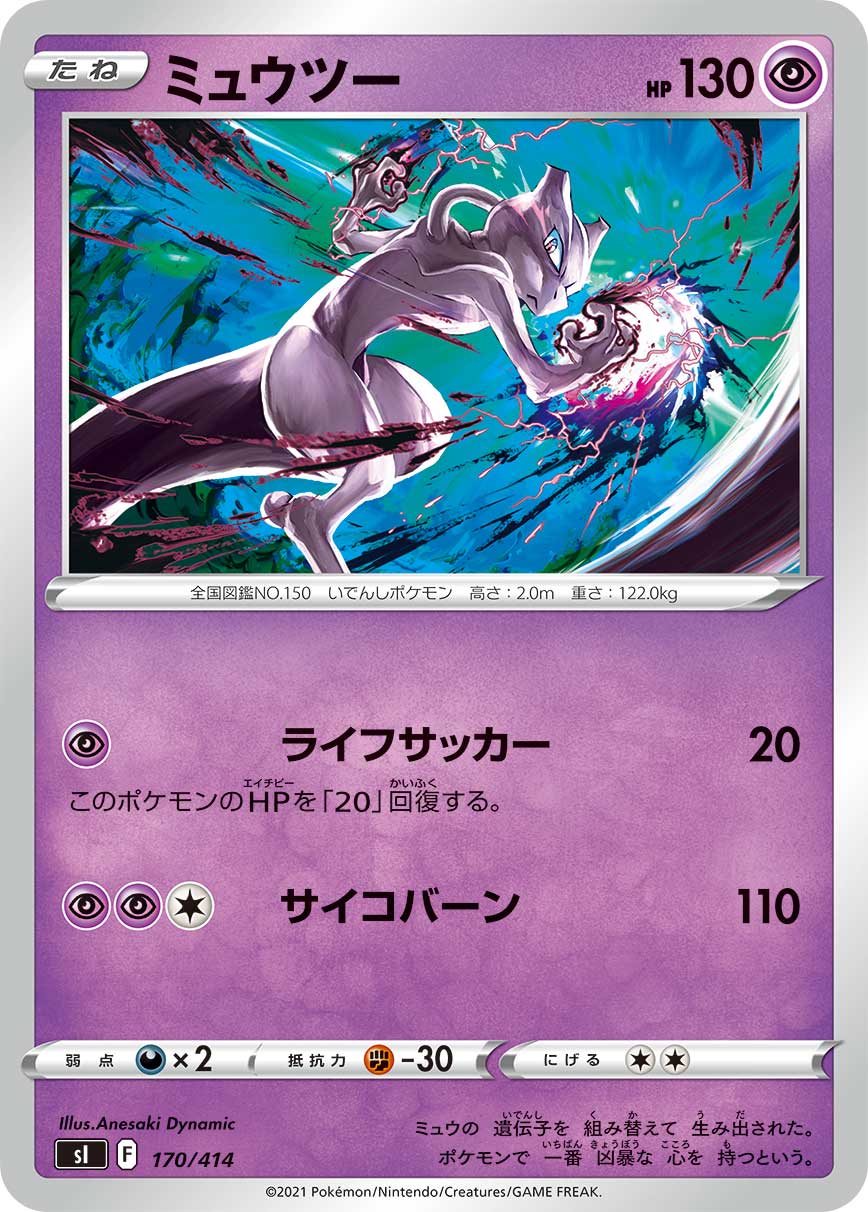 たね ミュウツー HP 130
全国図鑑NO.150 いでんしポケモン 高さ：2.0m 重さ：122.0kg
ライフサッカー 20
エイチピー かいふく
このポケモンのHPを「20」回復する。
サイコバーン 110
弱点 ×2 抵抗力 -30 にげる
Illus.Anesaki Dynamic
sI F 170/414
いでんし く か う だ
ミュウの 遺伝子を 組み替えて 生み出された。
いちばん きょうぼう こころ も
ポケモンで 一番 凶暴な 心を 持つという。
©2021 Pokémon/Nintendo/Creatures/GAME FREAK.